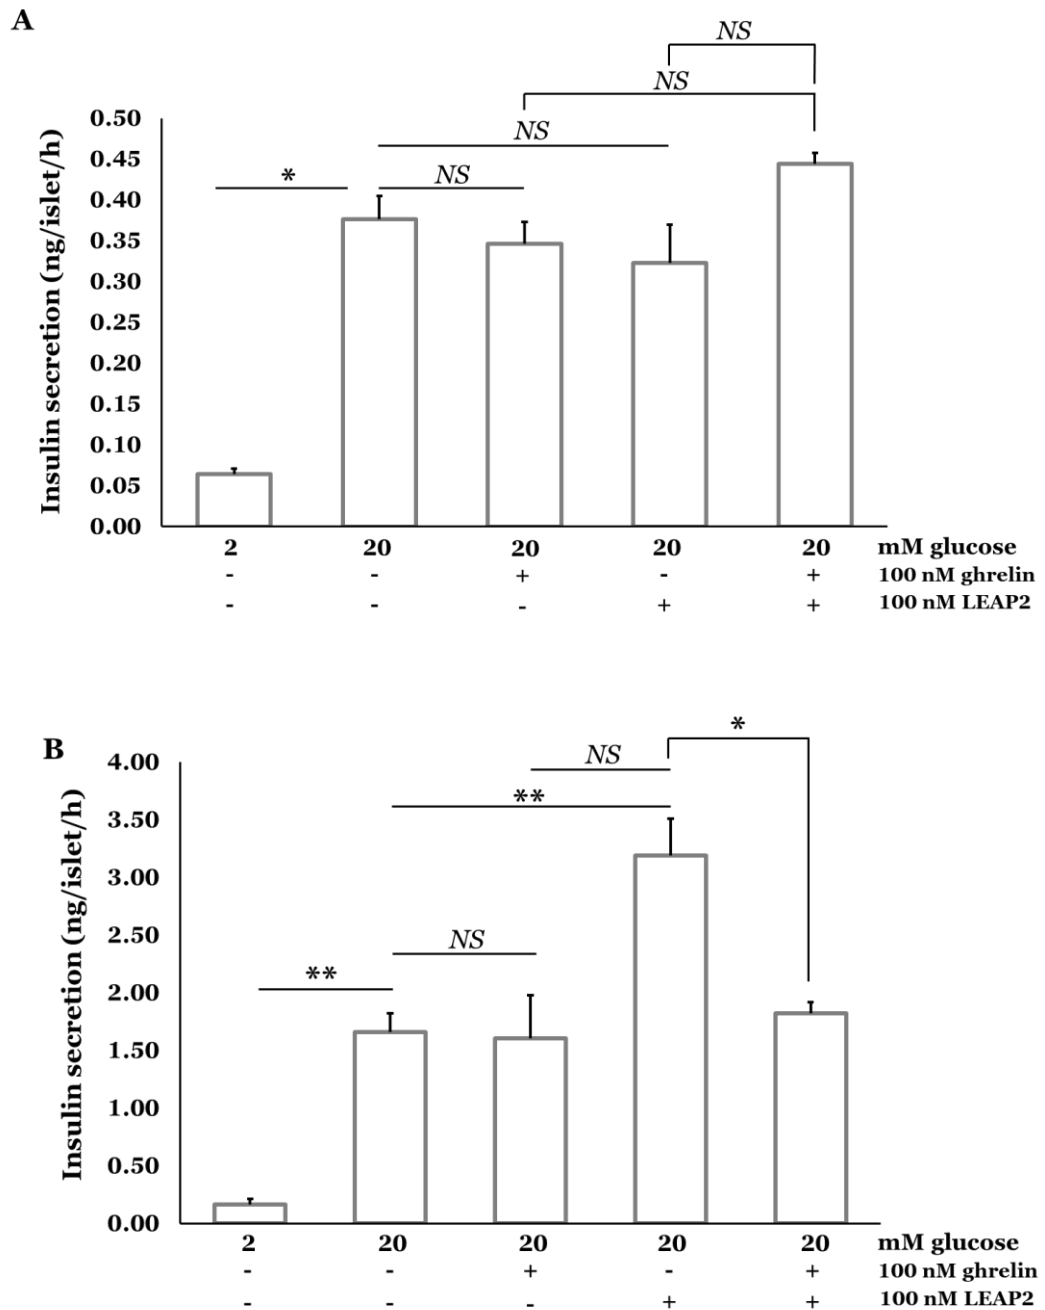 A
NS
NS
NS
* NS
Insulin secretion (ng/islet/h)
0.50
0.45
0.40
0.35
0.30
0.25
0.20
0.15
0.10
0.05
0.00
2 20 20 20 20 mM glucose
- - + - + 100 nM ghrelin
- - - + + 100 nM LEAP2
B
*
NS
**
NS
**
Insulin secretion (ng/islet/h)
4.00
3.50
3.00
2.50
2.00
1.50
1.00
0.50
0.00
2 20 20 20 20 mM glucose
- - + - + 100 nM ghrelin
- - - + + 100 nM LEAP2